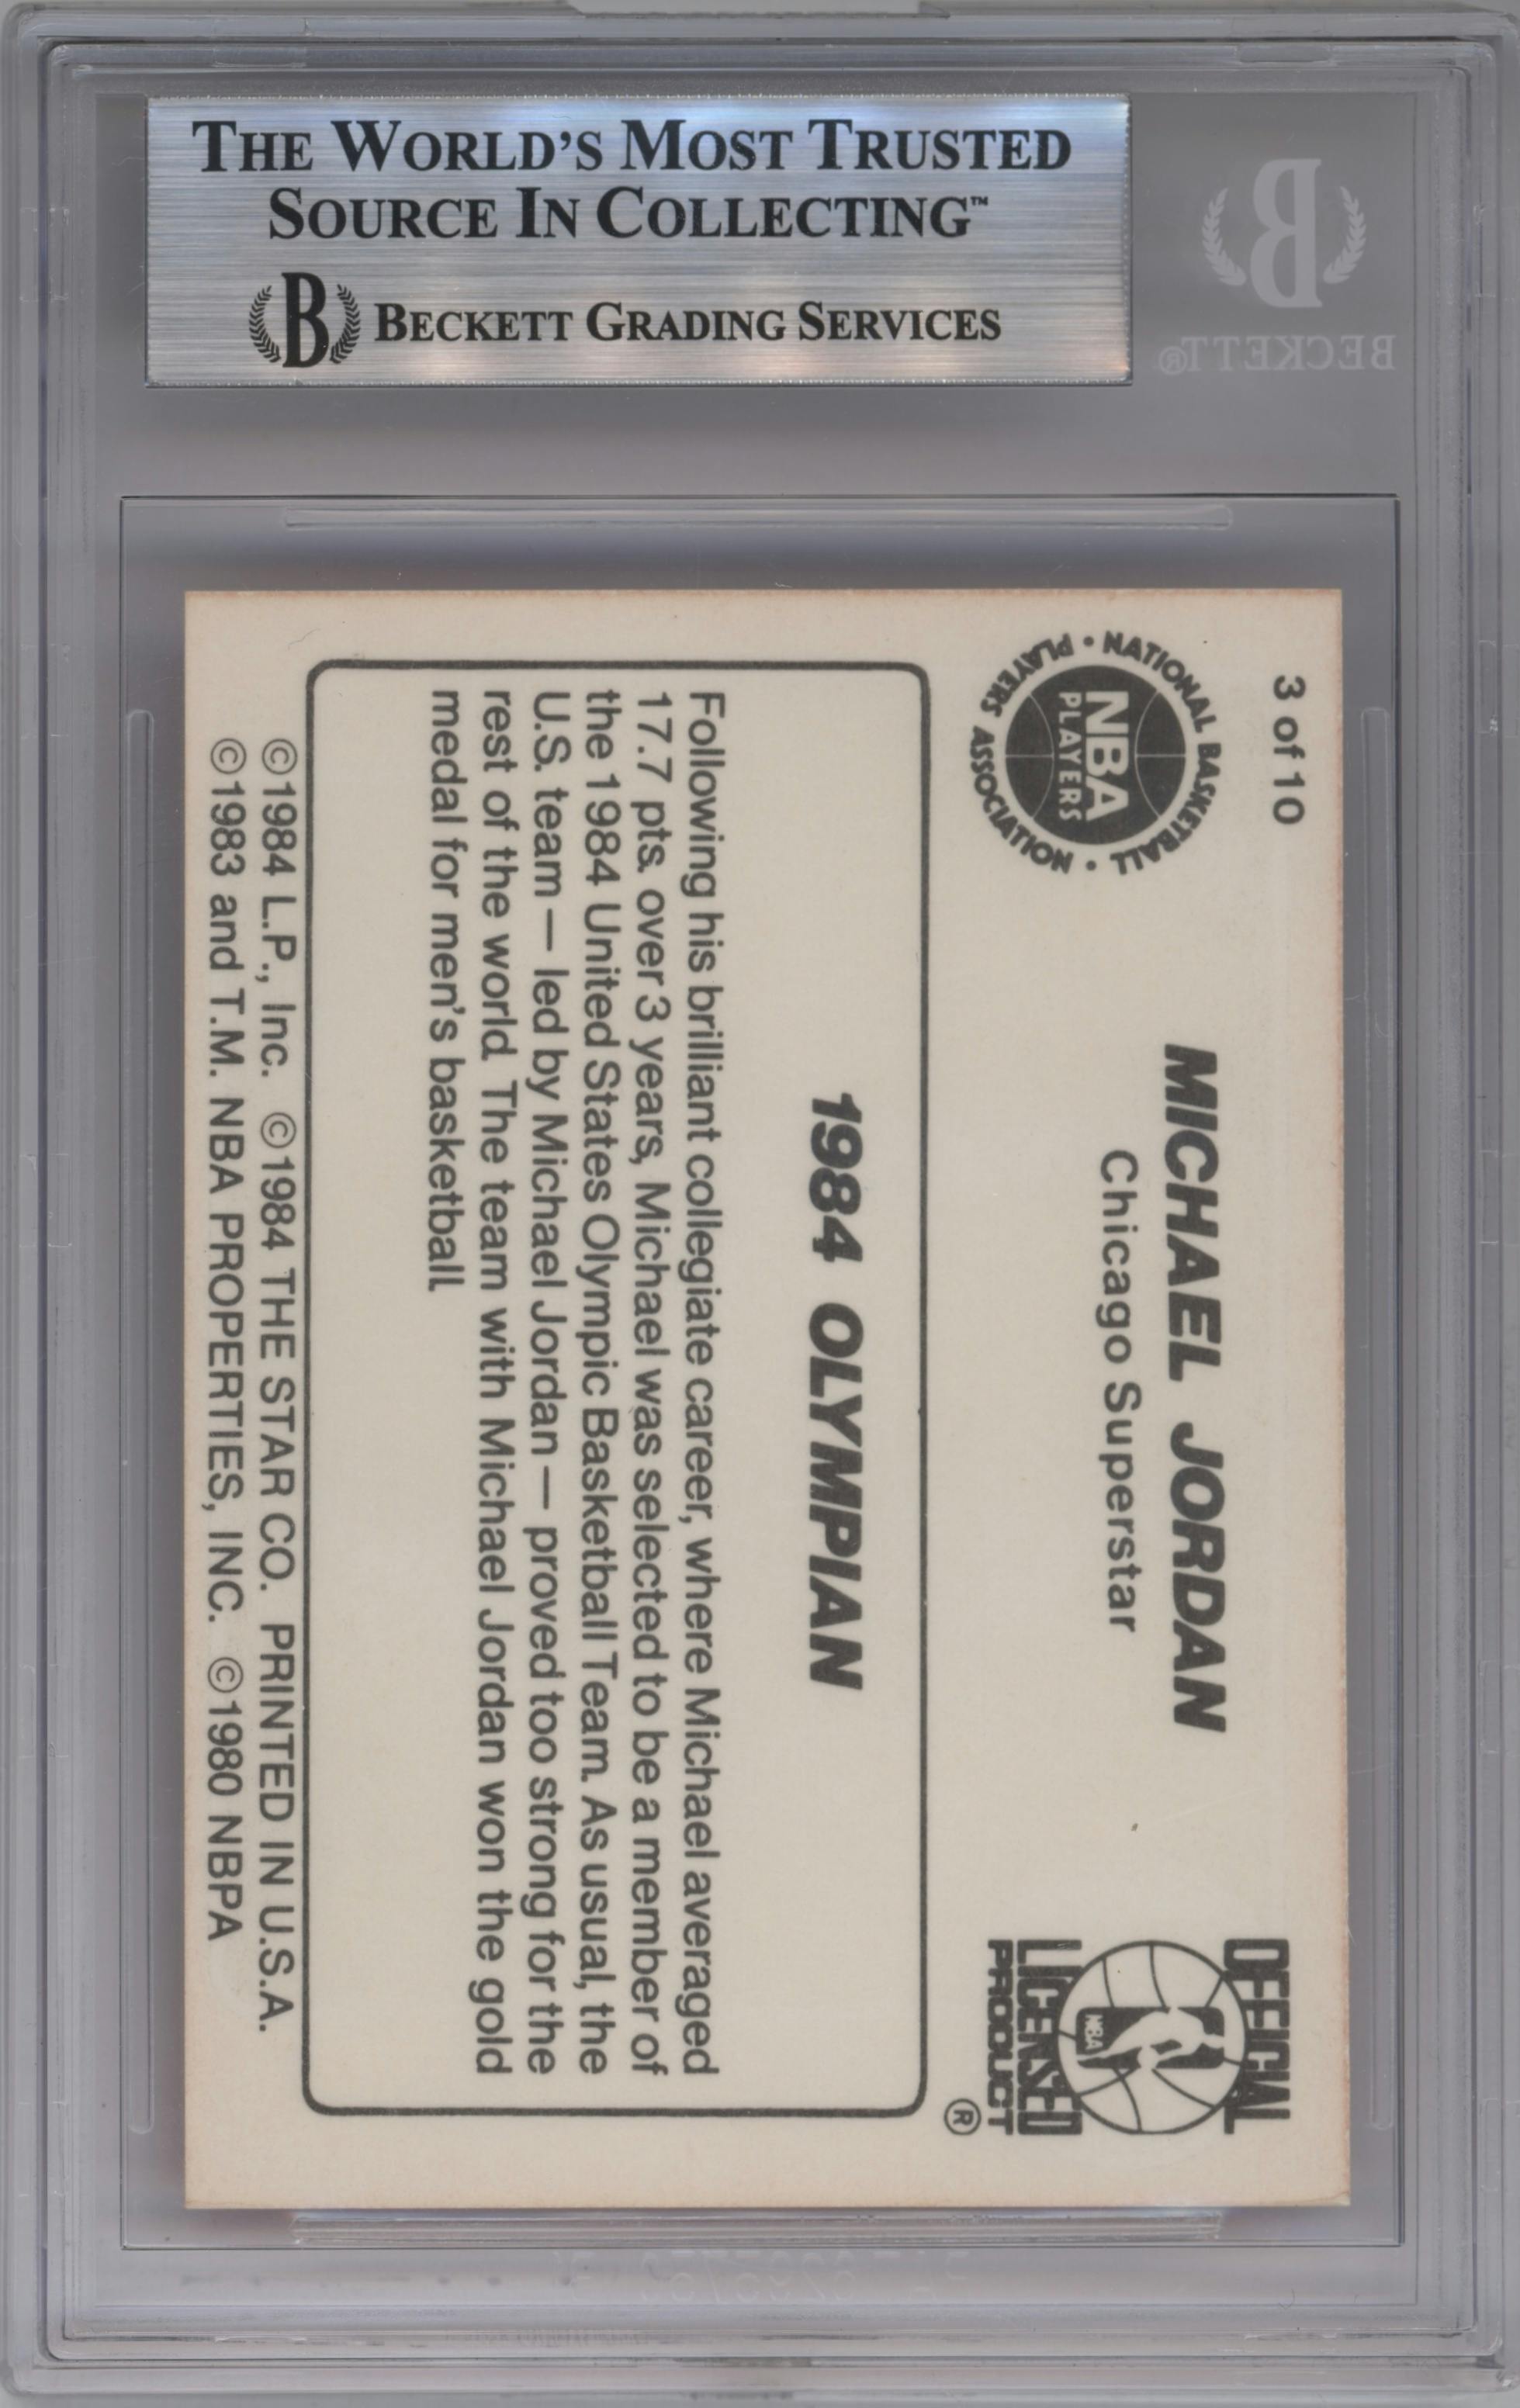 THE WORLD'S MOST TRUSTED
SOURCE IN COLLECTING™
B BECKETT GRADING SERVICES
B
BECKETT®
3 of 10
MICHAEL JORDAN
Chicago Superstar
• NATIONAL BASKETBALL • PLAYERS ASSOCIATION
NBA
PLAYERS
OFFICIAL
NBA
LICENSED
PRODUCT
®
1984 OLYMPIAN
Following his brilliant collegiate career, where Michael averaged
17.7 pts. over 3 years, Michael was selected to be a member of
the 1984 United States Olympic Basketball Team. As usual, the
U.S. team — led by Michael Jordan — proved too strong for the
rest of the world. The team with Michael Jordan won the gold
medal for men's basketball.
©1984 L.P., Inc. ©1984 THE STAR CO. PRINTED IN U.S.A.
©1983 and T.M. NBA PROPERTIES, INC. ©1980 NBPA